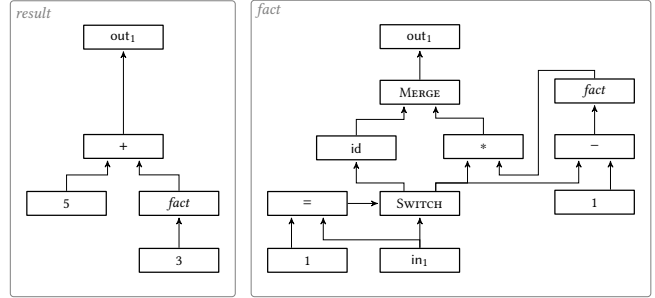 result
out₁
+
5
fact
3
fact
out₁
MERGE
fact
id
*
−
=
SWITCH
1
1
in₁